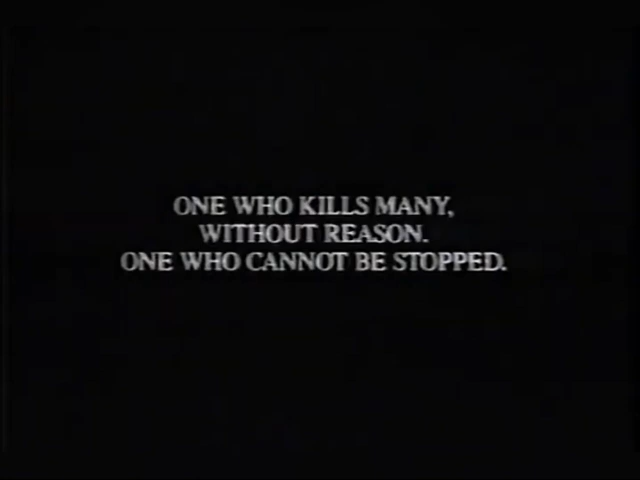 ONE WHO KILLS MANY,
WITHOUT REASON.
ONE WHO CANNOT BE STOPPED.